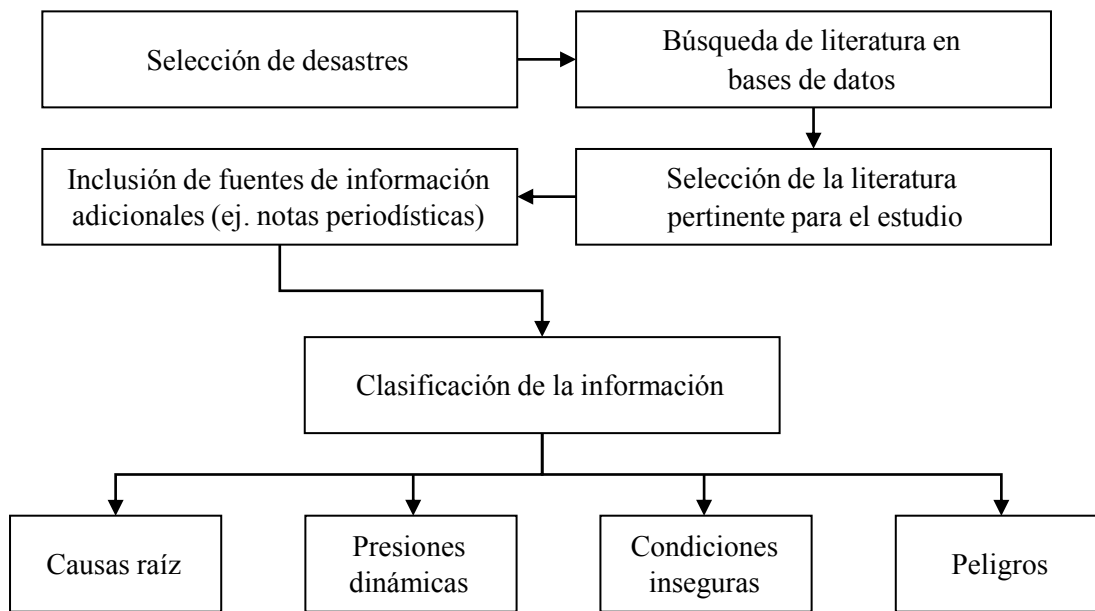 Selección de desastres
Búsqueda de literatura en
bases de datos
Selección de la literatura
pertinente para el estudio
Inclusión de fuentes de información
adicionales (ej. notas periodísticas)
Clasificación de la información
Causas raíz
Presiones
dinámicas
Condiciones
inseguras
Peligros